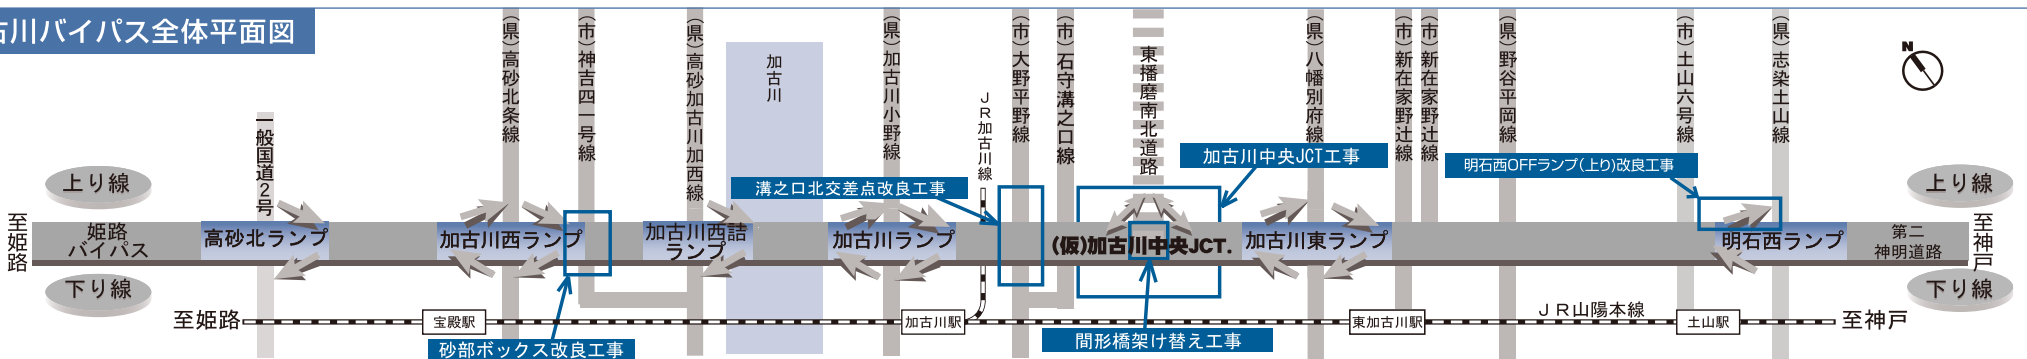 古川バイパス全体平面図
一般国道2号
(県)高砂北条線
(市)神吉四一号線
(県)高砂加古川加西線
加古川
(県)加古川小野線
JR加古川線
(市)大野平野線
(市)石守溝之口線
東播磨南北道路
(県)八幡別府線
(市)新在家野辻線
(市)新在家野辻線
(県)野谷平岡線
(市)土山六号線
(県)志染土山線
N
加古川中央JCT工事
明石西OFFランプ(上り)改良工事
溝之口北交差点改良工事
上り線
上り線
至姫路
姫路
バイパス
高砂北ランプ
加古川西ランプ
加古川西詰
ランプ
加古川ランプ
(仮)加古川中央JCT.
加古川東ランプ
明石西ランプ
第二
神明道路
至神戸
下り線
下り線
至姫路
宝殿駅
加古川駅
東加古川駅
JR山陽本線
土山駅
至神戸
砂部ボックス改良工事
間形橋架け替え工事